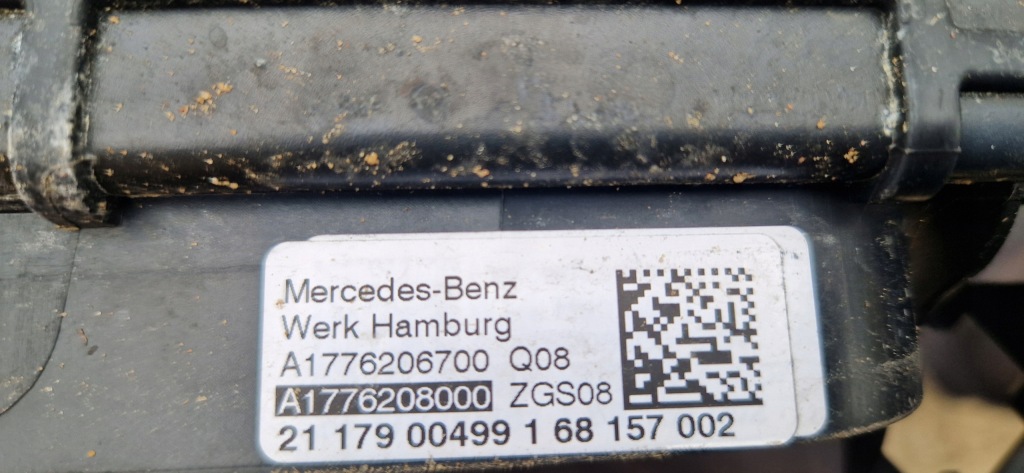 Mercedes-Benz
Werk Hamburg
A1776206700 Q08
A1776208000 ZGS08
21 179 00499 1 68 157 002